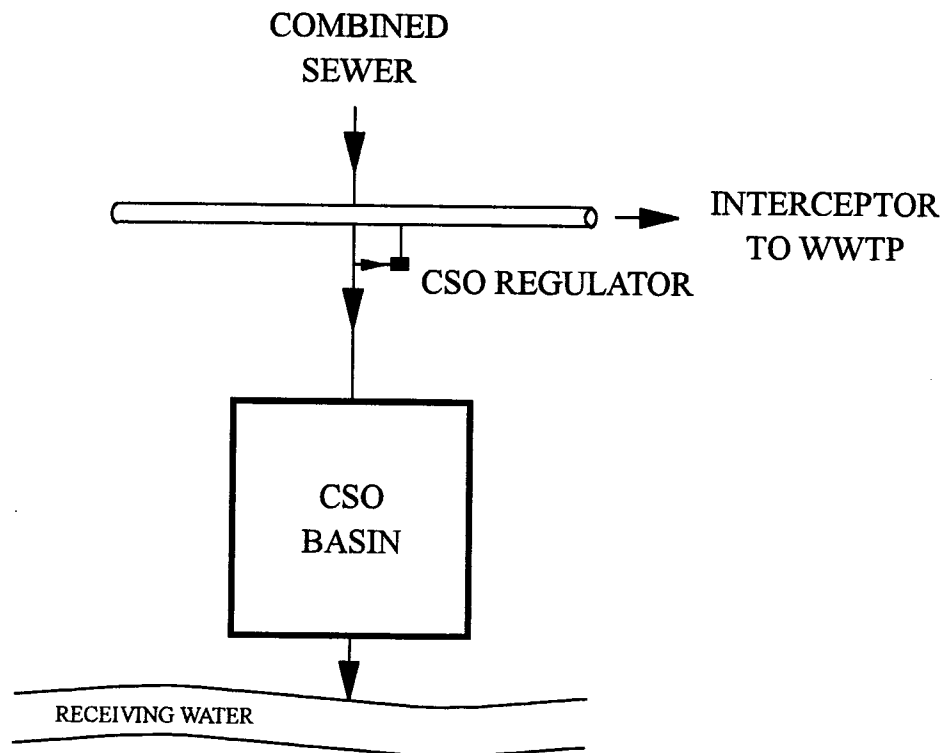 COMBINED
SEWER
INTERCEPTOR
TO WWTP
CSO REGULATOR
CSO
BASIN
RECEIVING WATER